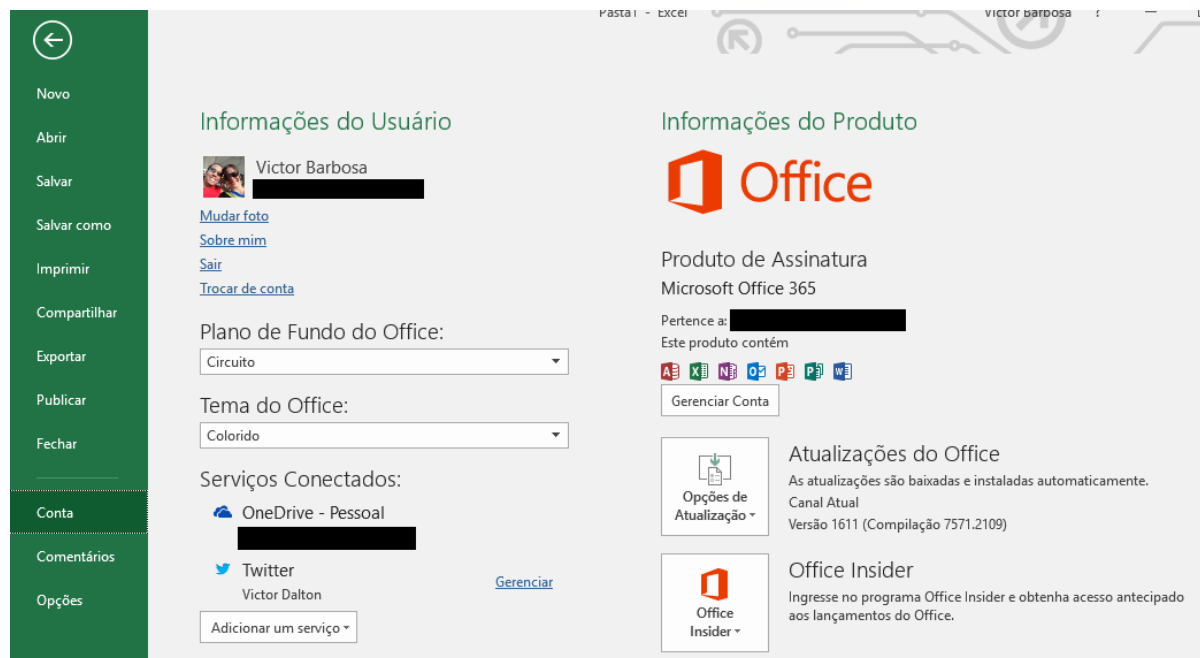 Pasta1 - Excel
Victor Barbosa ?
Novo
Abrir
Salvar
Salvar como
Imprimir
Compartilhar
Exportar
Publicar
Fechar
Conta
Comentários
Opções
Informações do Usuário
Victor Barbosa
Mudar foto
Sobre mim
Sair
Trocar de conta
Plano de Fundo do Office:
Circuito
Tema do Office:
Colorido
Serviços Conectados:
OneDrive - Pessoal
Twitter
Victor Dalton
Gerenciar
Adicionar um serviço
Informações do Produto
Office
Produto de Assinatura
Microsoft Office 365
Pertence a:
Este produto contém
Gerenciar Conta
Opções de
Atualização
Atualizações do Office
As atualizações são baixadas e instaladas automaticamente.
Canal Atual
Versão 1611 (Compilação 7571.2109)
Office
Insider
Office Insider
Ingresse no programa Office Insider e obtenha acesso antecipado
aos lançamentos do Office.